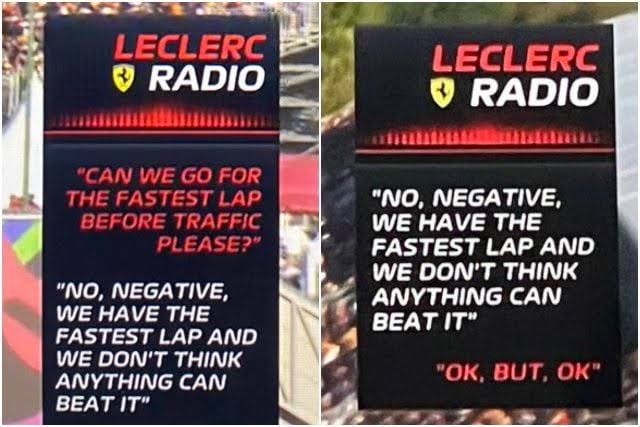 LECLERC
RADIO
"CAN WE GO FOR
THE FASTEST LAP
BEFORE TRAFFIC
PLEASE?"
"NO, NEGATIVE,
WE HAVE THE
FASTEST LAP AND
WE DON'T THINK
ANYTHING CAN
BEAT IT"
LECLERC
RADIO
"NO, NEGATIVE,
WE HAVE THE
FASTEST LAP AND
WE DON'T THINK
ANYTHING CAN
BEAT IT"
"OK, BUT, OK"